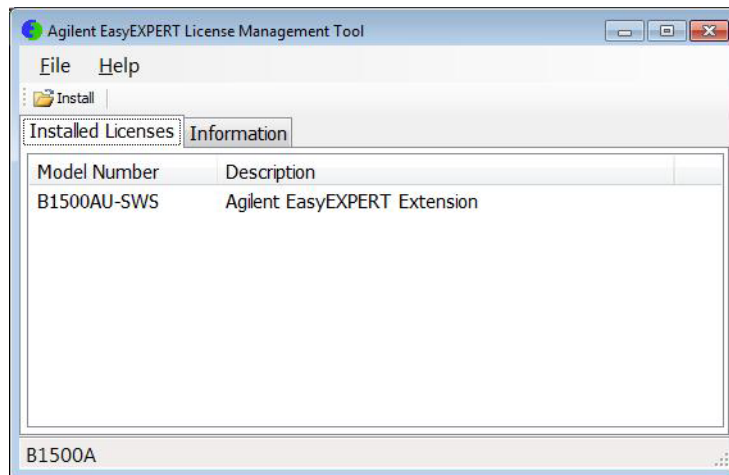 Agilent EasyEXPERT License Management Tool
File Help
Install
Installed Licenses Information
Model Number Description
B1500AU-SWS Agilent EasyEXPERT Extension
B1500A